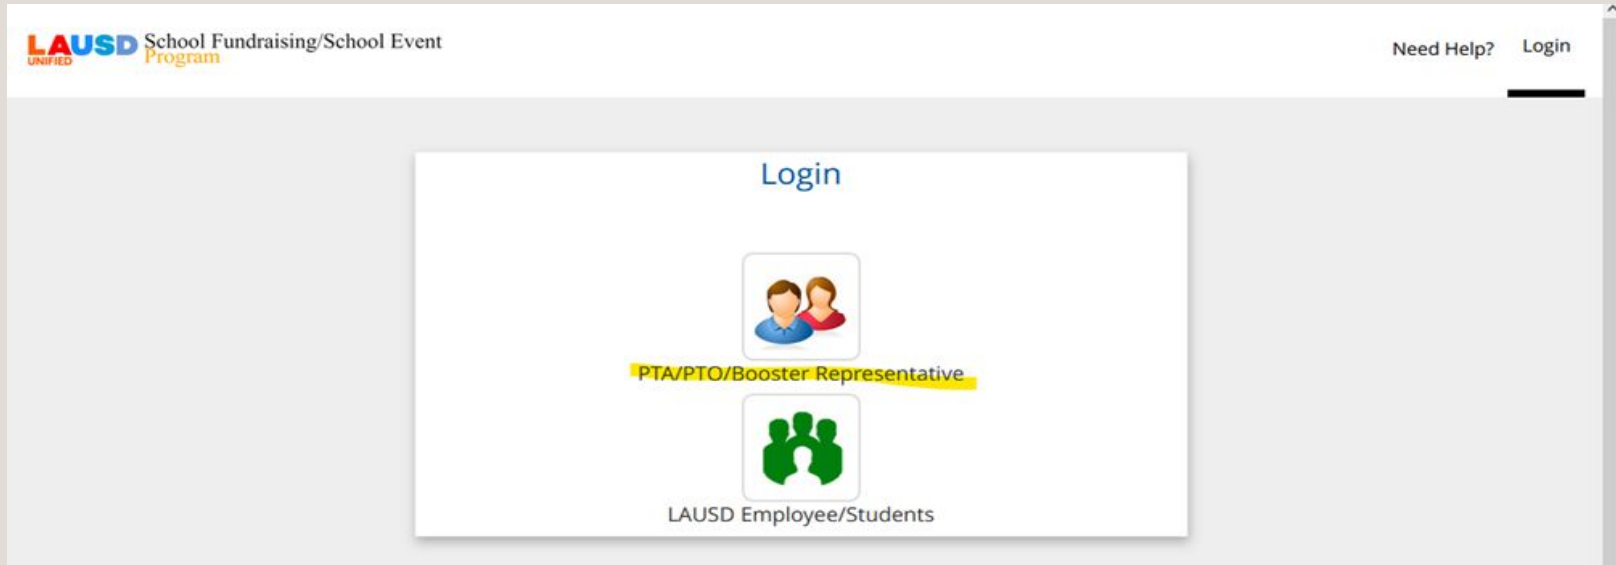 LAUSD
UNIFIED
School Fundraising/School Event
Program
Need Help?
Login
Login
PTA/PTO/Booster Representative
LAUSD Employee/Students